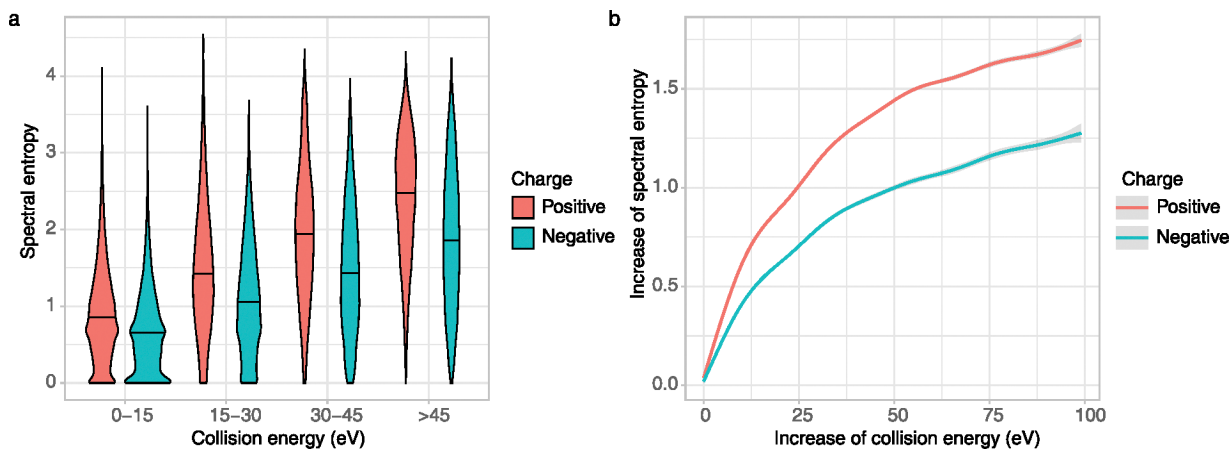 a
Spectral entropy
4
3
2
1
0
0–15
15–30
30–45
>45
Collision energy (eV)
Charge
Positive
Negative
b
Increase of spectral entropy
1.5
1.0
0.5
0.0
0
25
50
75
100
Increase of collision energy (eV)
Charge
Positive
Negative